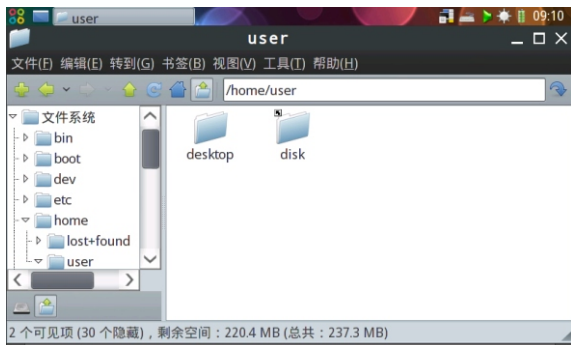 user
09:10
user
文件(F) 编辑(E) 转到(G) 书签(B) 视图(V) 工具(T) 帮助(H)
/home/user
文件系统
bin
boot
dev
etc
home
lost+found
user
desktop
disk
2 个可见项 (30 个隐藏) , 剩余空间 : 220.4 MB (总共 : 237.3 MB)